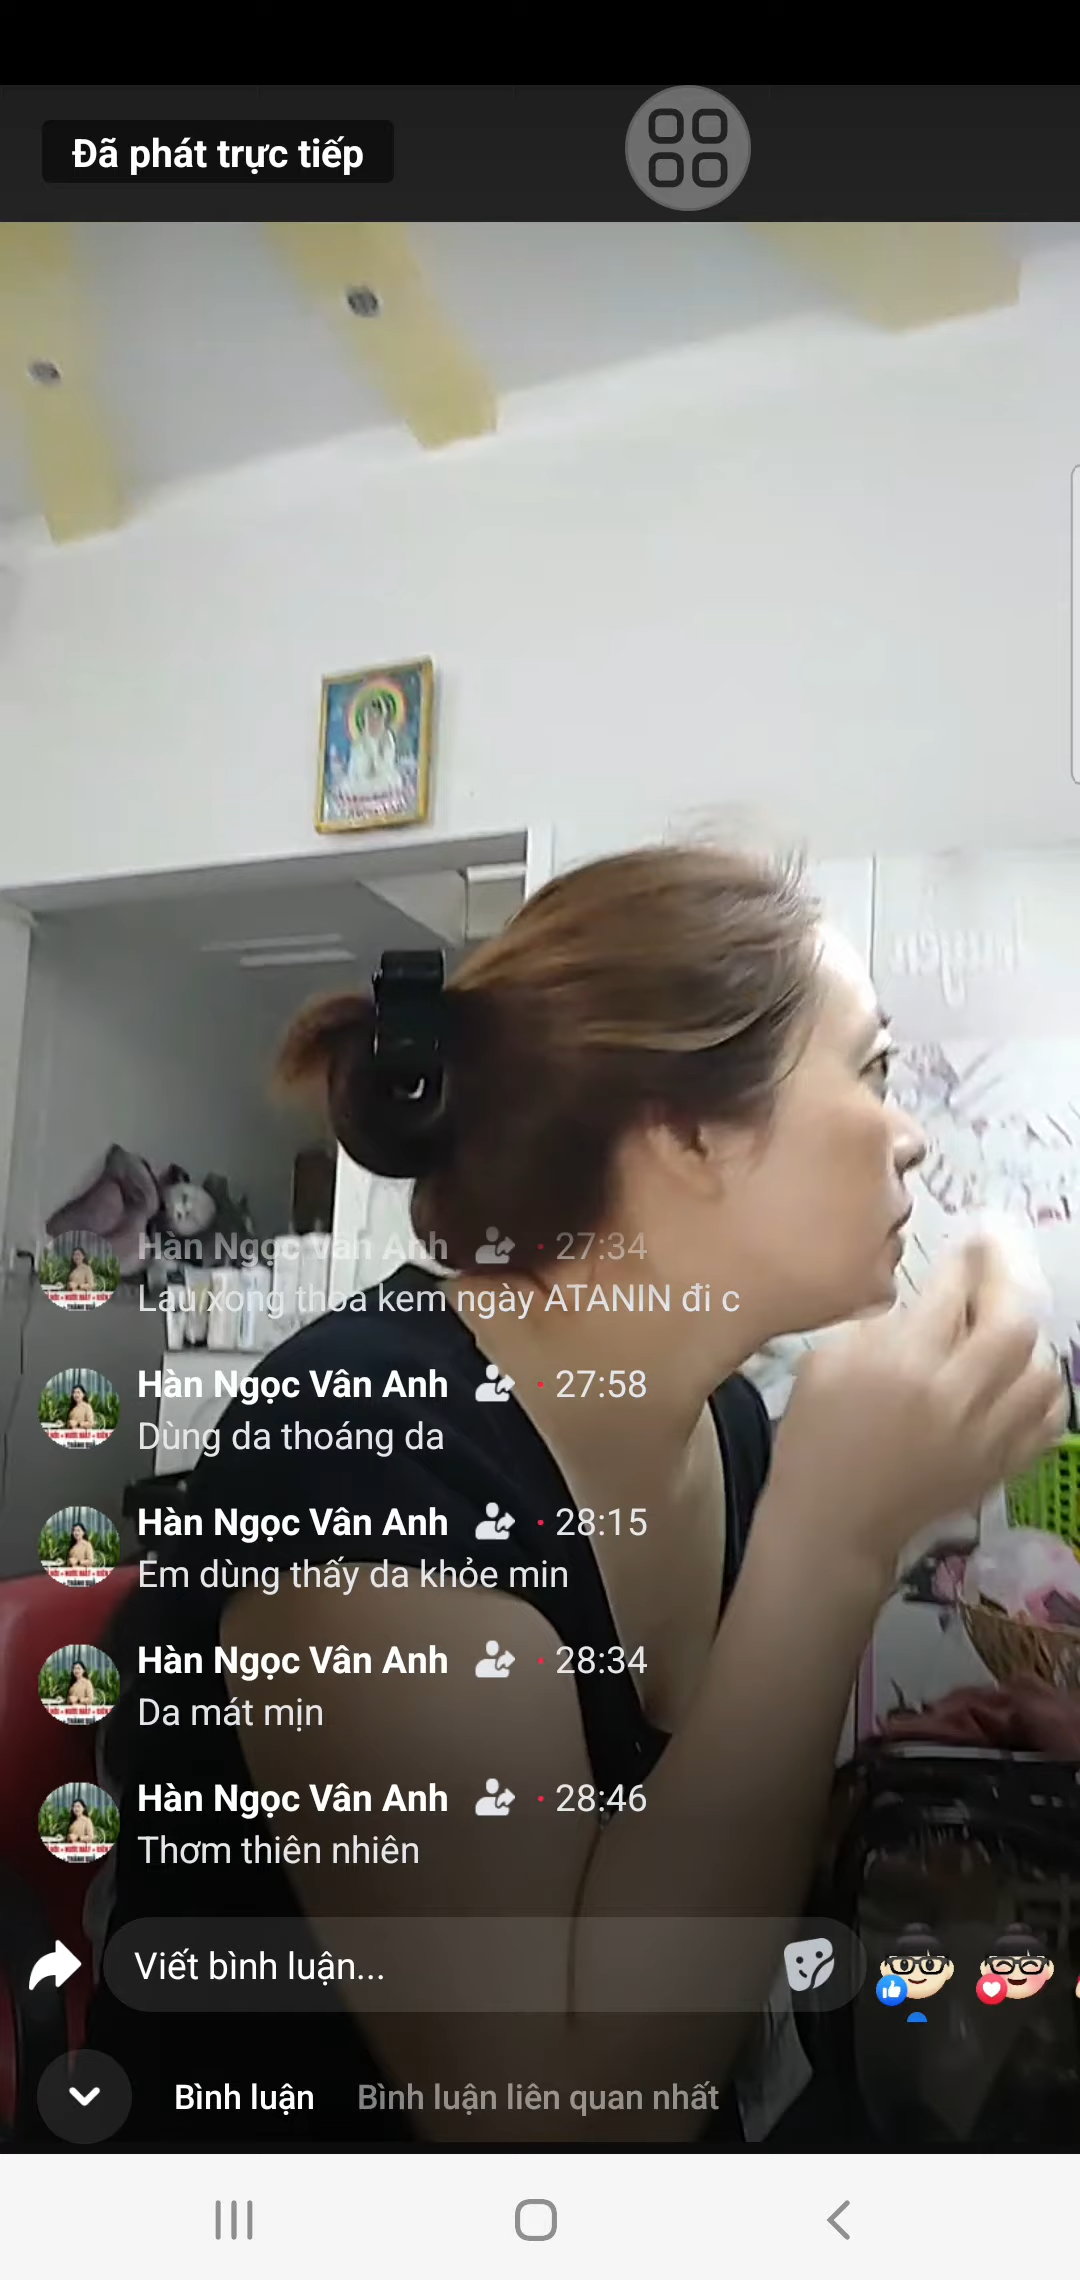 Đã phát trực tiếp
Hàn Ngọc Vân Anh · 27:34
Lau xong thoa kem ngày ATANIN đi c
Hàn Ngọc Vân Anh · 27:58
Dùng da thoáng da
Hàn Ngọc Vân Anh · 28:15
Em dùng thấy da khỏe min
Hàn Ngọc Vân Anh · 28:34
Da mát mịn
Hàn Ngọc Vân Anh · 28:46
Thơm thiên nhiên
Viết bình luận...
Bình luận Bình luận liên quan nhất